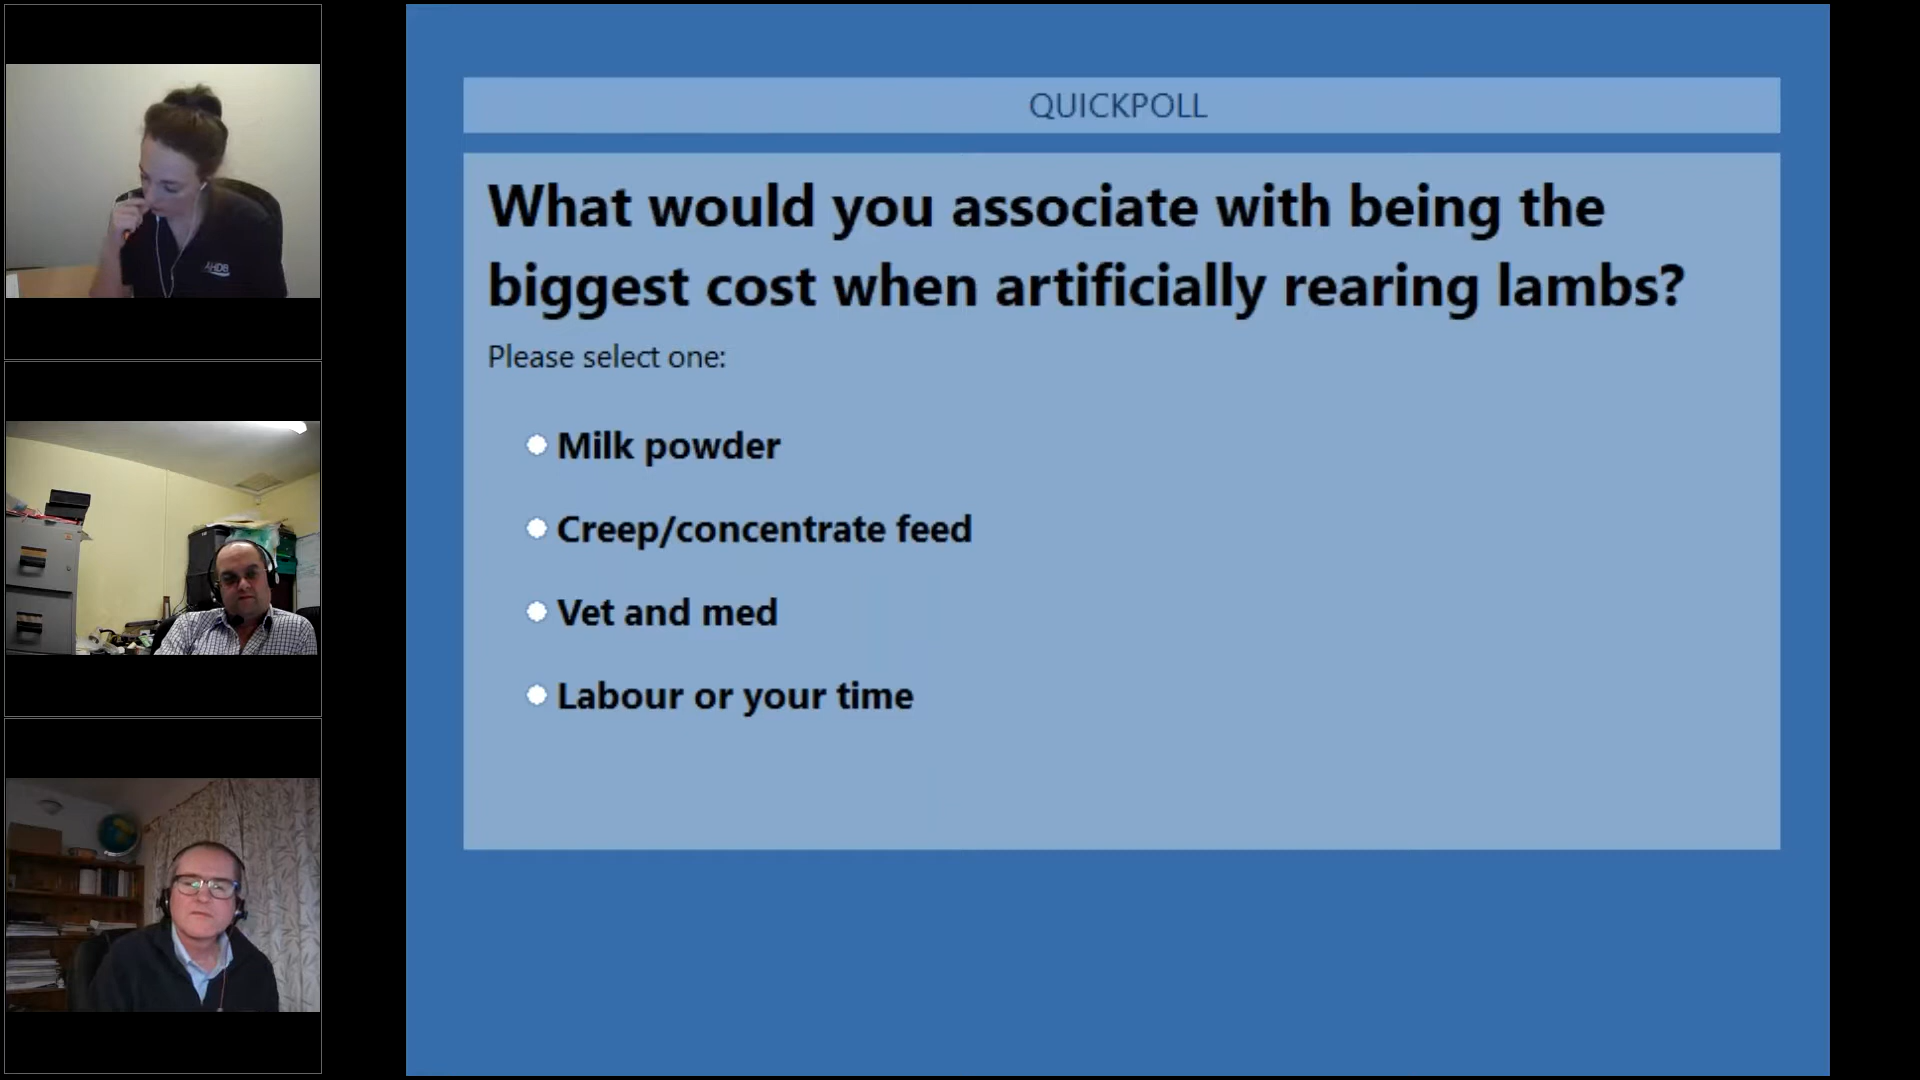 QUICKPOLL
What would you associate with being the
biggest cost when artificially rearing lambs?
Please select one:
Milk powder
Creep/concentrate feed
Vet and med
Labour or your time
AHDB